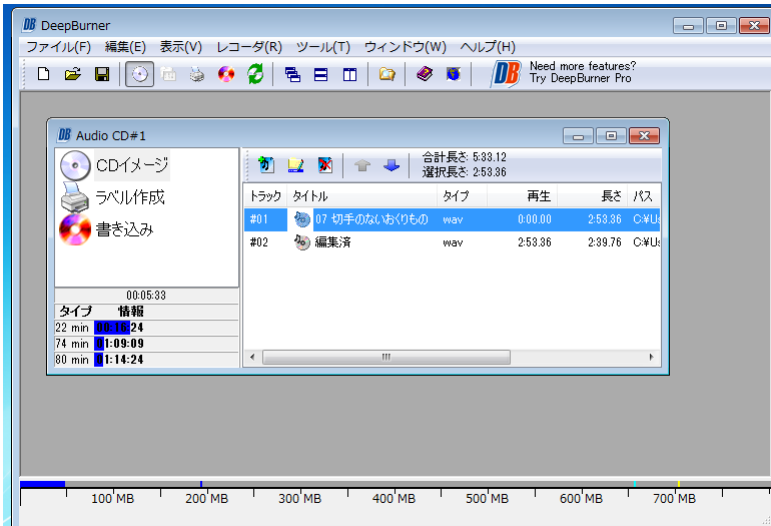 DB DeepBurner
ファイル(F) 編集(E) 表示(V) レコーダ(R) ツール(T) ウィンドウ(W) ヘルプ(H)
DB Need more features?
Try DeepBurner Pro
DB Audio CD#1
CDイメージ
ラベル作成
書き込み
合計長さ: 5:33.12
選択長さ: 2:53.36
トラック タイトル タイプ 再生 長さ パス
#01 07 切手のないおくりもの wav 0:00.00 2:53.36 C:¥Us
#02 編集済 wav 2:53.36 2:39.76 C:¥Us
00:05:33
タイプ 情報
22 min 00:16:24
74 min 01:09:09
80 min 01:14:24
100 MB 200 MB 300 MB 400 MB 500 MB 600 MB 700 MB